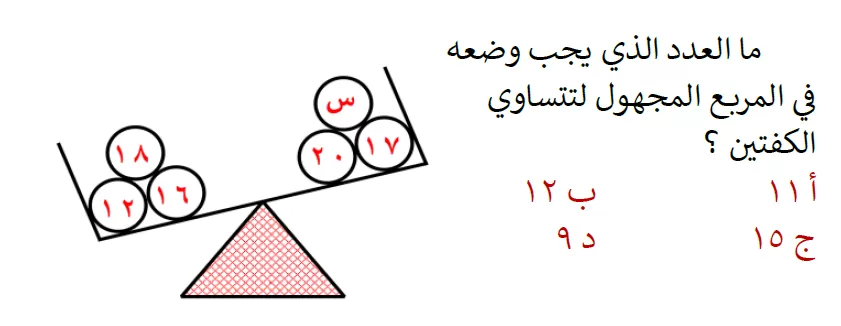 ما العدد الذي يجب وضعه
في المربع المجهول لتتساوي
الكفتين ؟
أ ١١ ب ١٢
ج ١٥ د ٩
س
٢٠ ١٧
١٨
١٢ ١٦